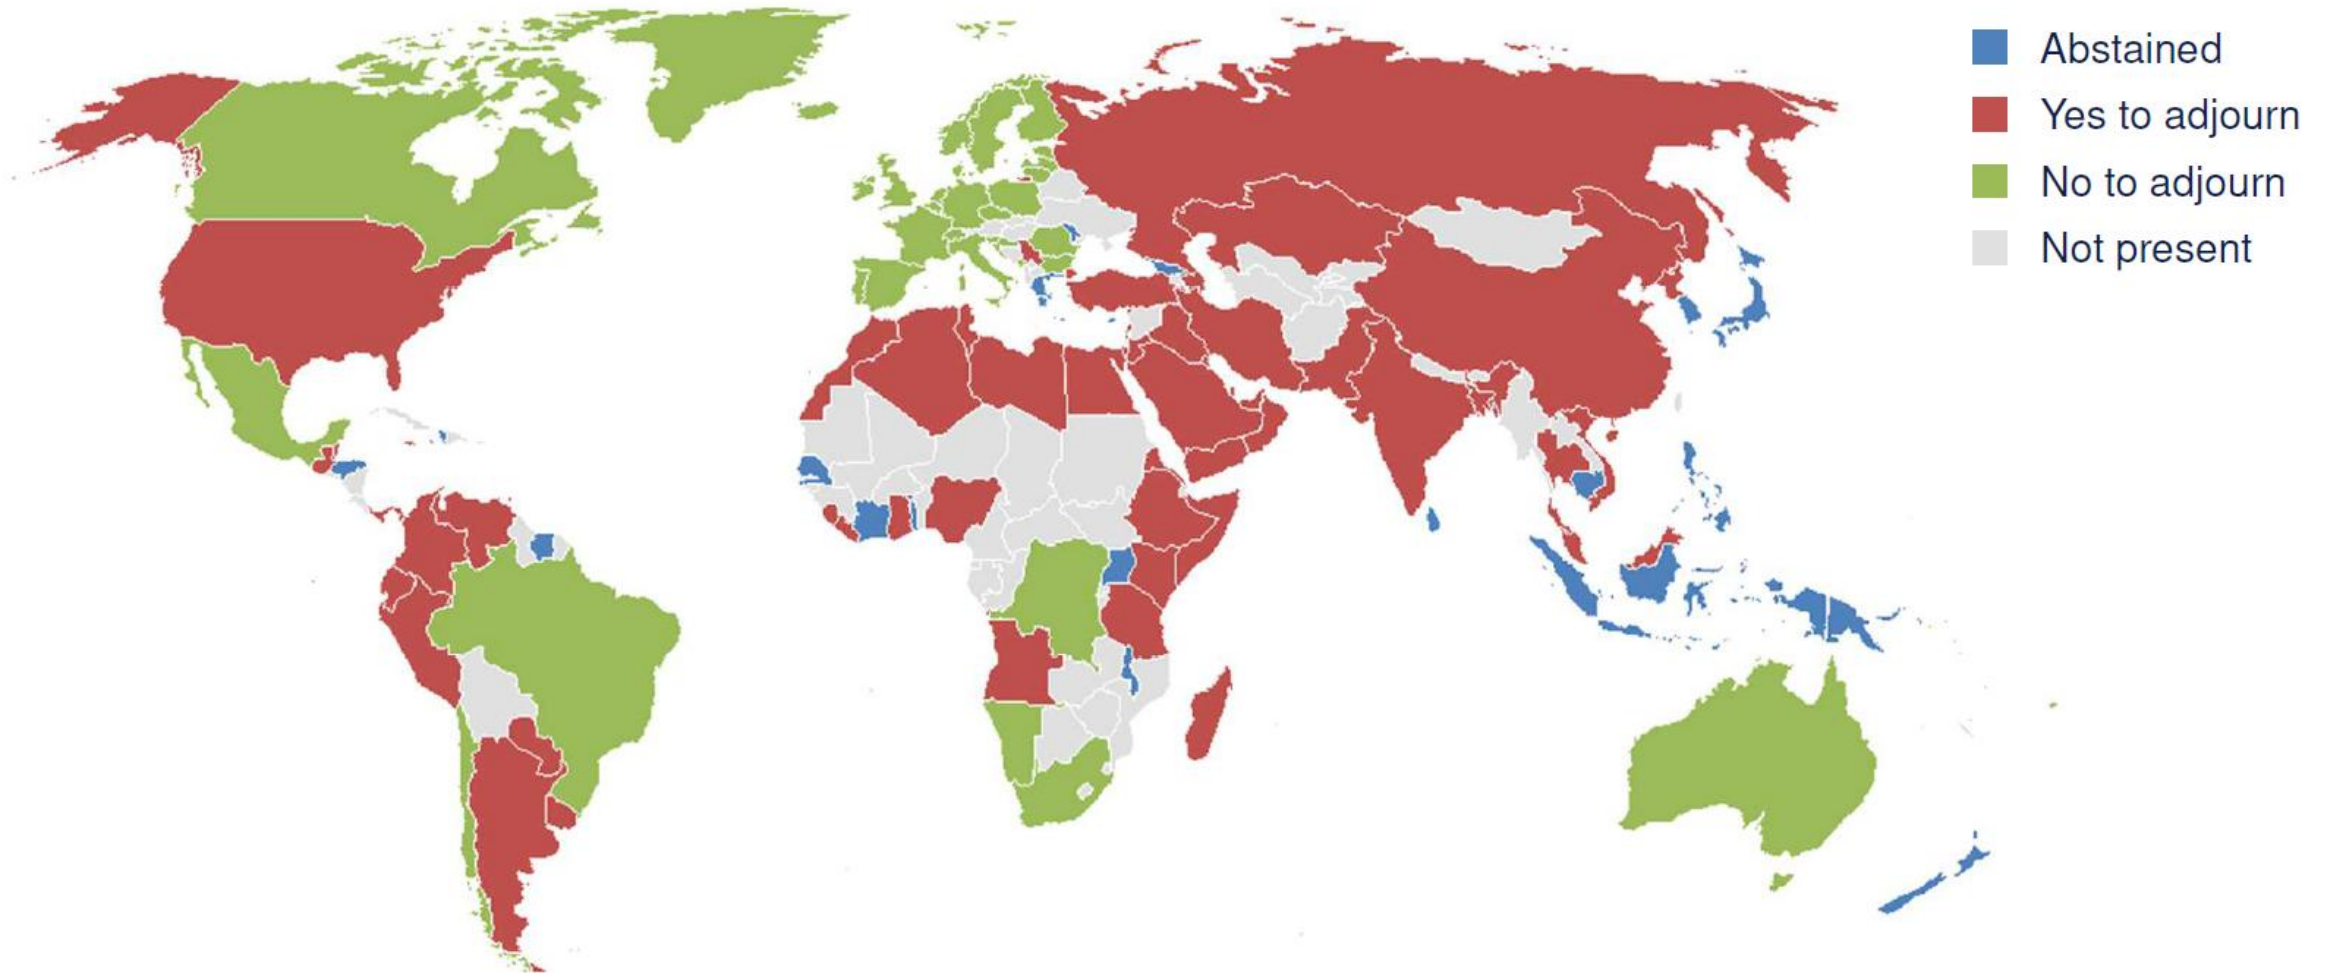 Abstained
Yes to adjourn
No to adjourn
Not present